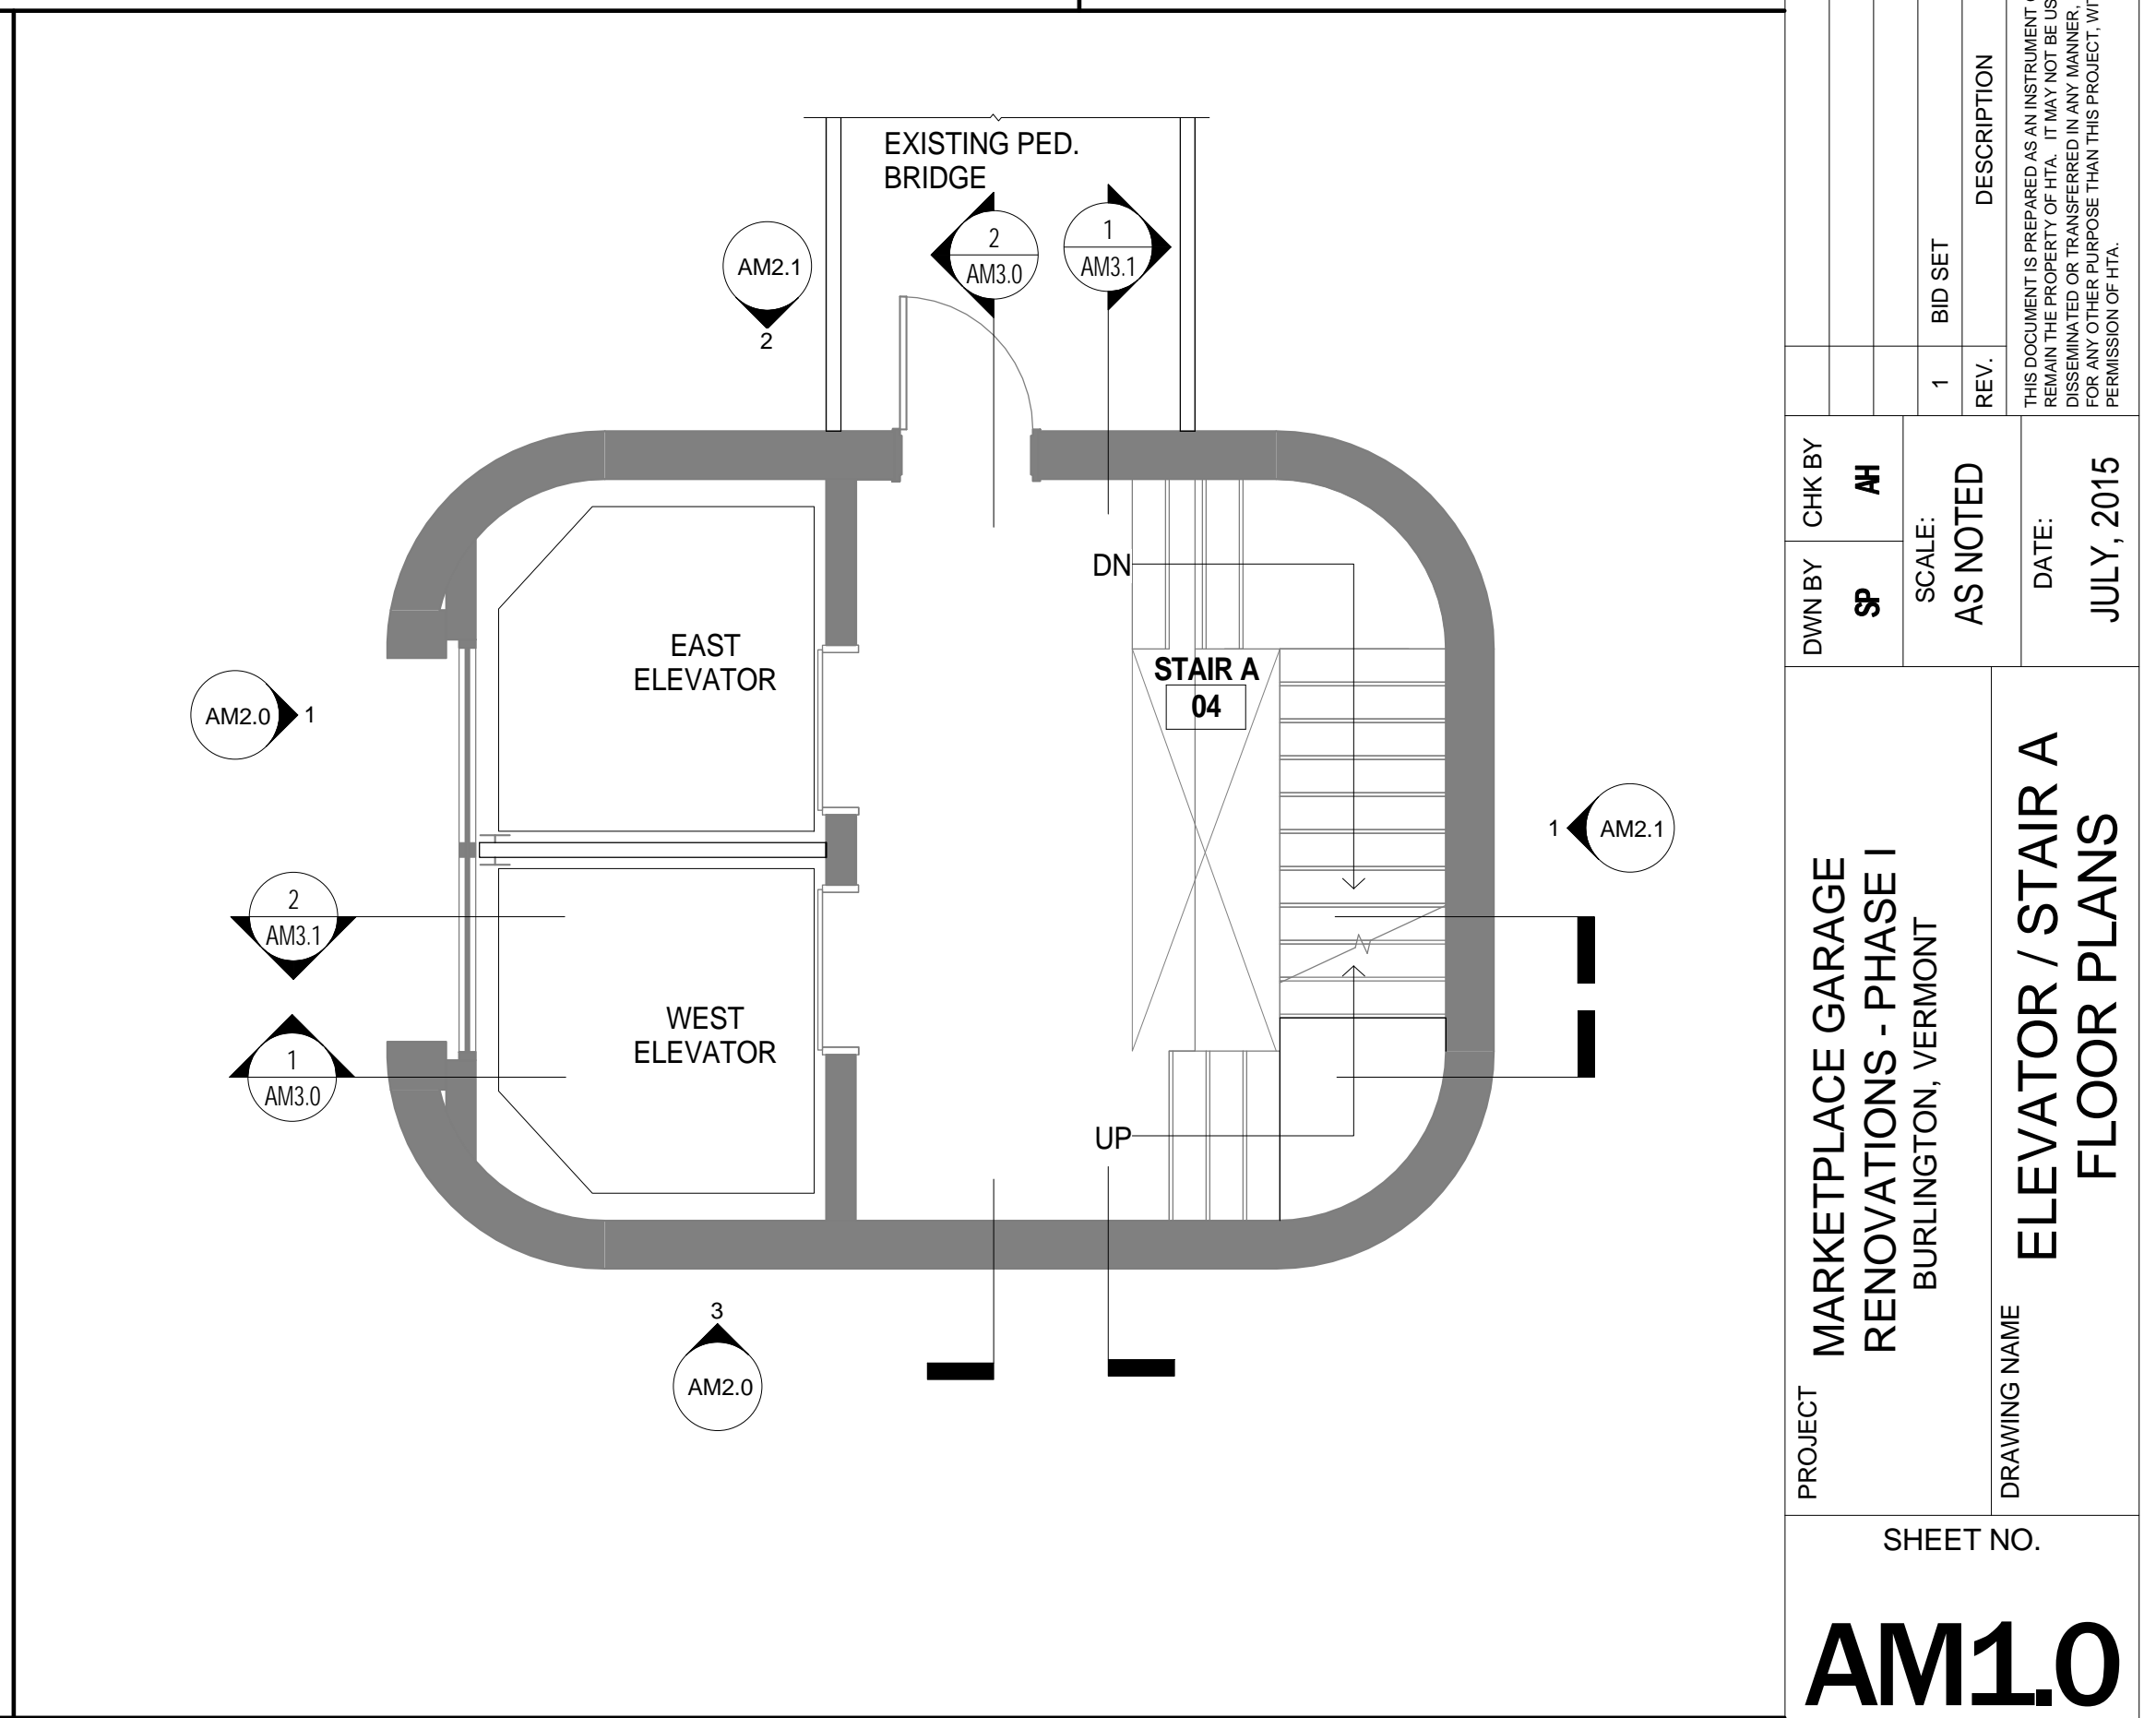 EXISTING PED.
BRIDGE
2
AM3.0
1
AM3.1
AM2.1
2
DN
EAST
ELEVATOR
STAIR A
04
AM2.0
1
1
AM2.1
2
AM3.1
WEST
ELEVATOR
1
AM3.0
UP
3
AM2.0
THIS DOCUMENT IS PREPARED AS AN INSTRUMENT
REMAIN THE PROPERTY OF HTA. IT MAY NOT BE
DISSEMINATED OR TRANSFERRED IN ANY MANNER,
FOR ANY OTHER PURPOSE THAN THIS PROJECT,
PERMISSION OF HTA.
1 BID SET
REV. DESCRIPTION
DWN BY CHK BY
SP AH
SCALE:
AS NOTED
DATE:
JULY, 2015
PROJECT
MARKETPLACE GARAGE
RENOVATIONS - PHASE I
BURLINGTON, VERMONT
DRAWING NAME
ELEVATOR / STAIR A
FLOOR PLANS
SHEET NO.
AM1.0